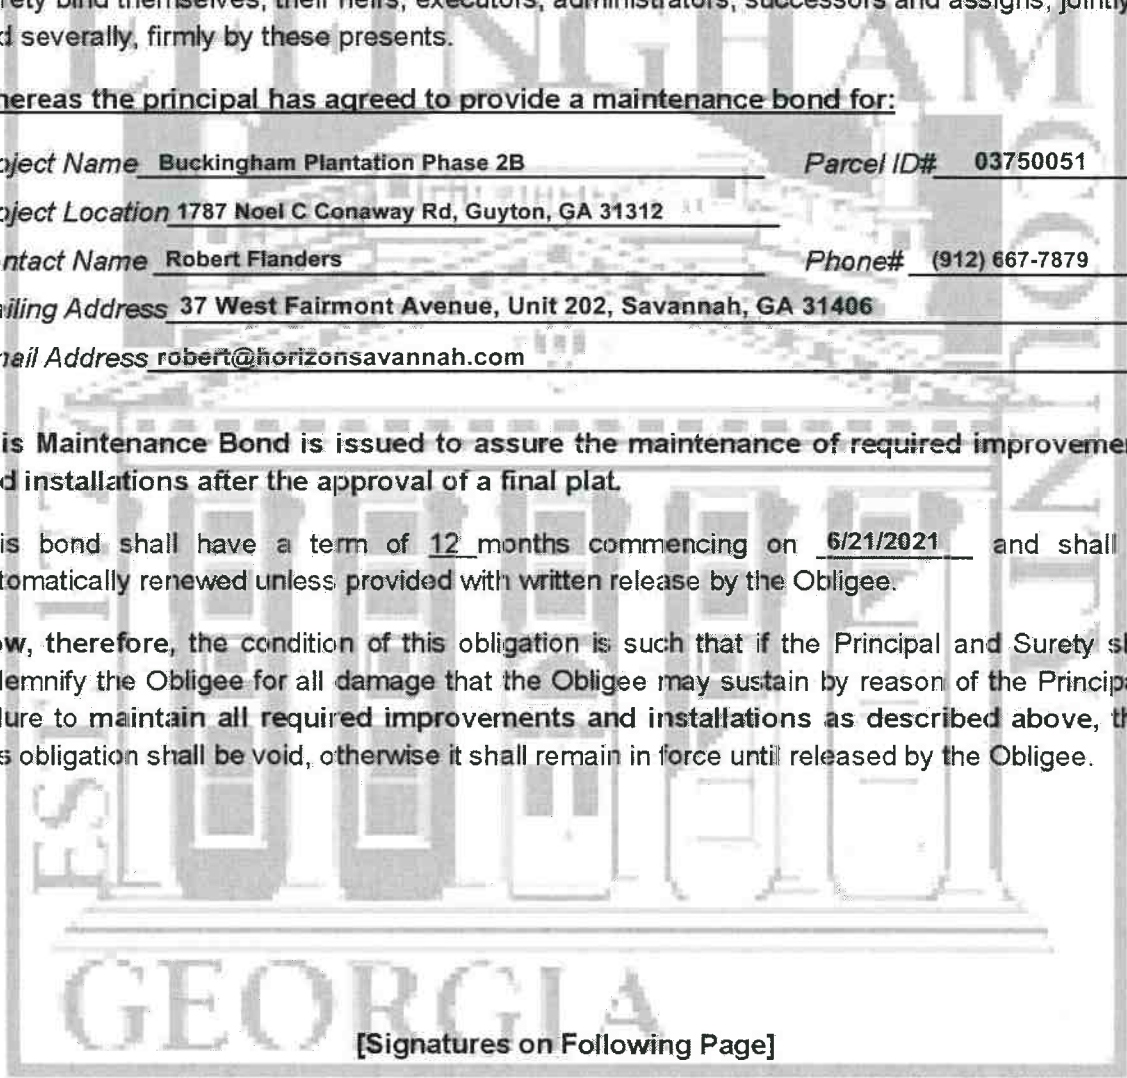 rety bind themselves, their heirs, executors, administrators, successors and assigns, jointly
d severally, firmly by these presents.
hereas the principal has agreed to provide a maintenance bond for:
oject Name Buckingham Plantation Phase 2B Parcel ID# 03750051
oject Location 1787 Noel C Conaway Rd, Guyton, GA 31312
ntact Name Robert Flanders Phone# (912) 667-7879
iling Address 37 West Fairmont Avenue, Unit 202, Savannah, GA 31406
nail Address robert@horizonsavannah.com
is Maintenance Bond is issued to assure the maintenance of required improvemen
d installations after the approval of a final plat.
is bond shall have a term of 12 months commencing on 6/21/2021 and shall
tomatically renewed unless provided with written release by the Obligee.
ow, therefore, the condition of this obligation is such that if the Principal and Surety sh
lemnify the Obligee for all damage that the Obligee may sustain by reason of the Principa
lure to maintain all required improvements and installations as described above, th
s obligation shall be void, otherwise it shall remain in force until released by the Obligee.
GEORGIA
[Signatures on Following Page]